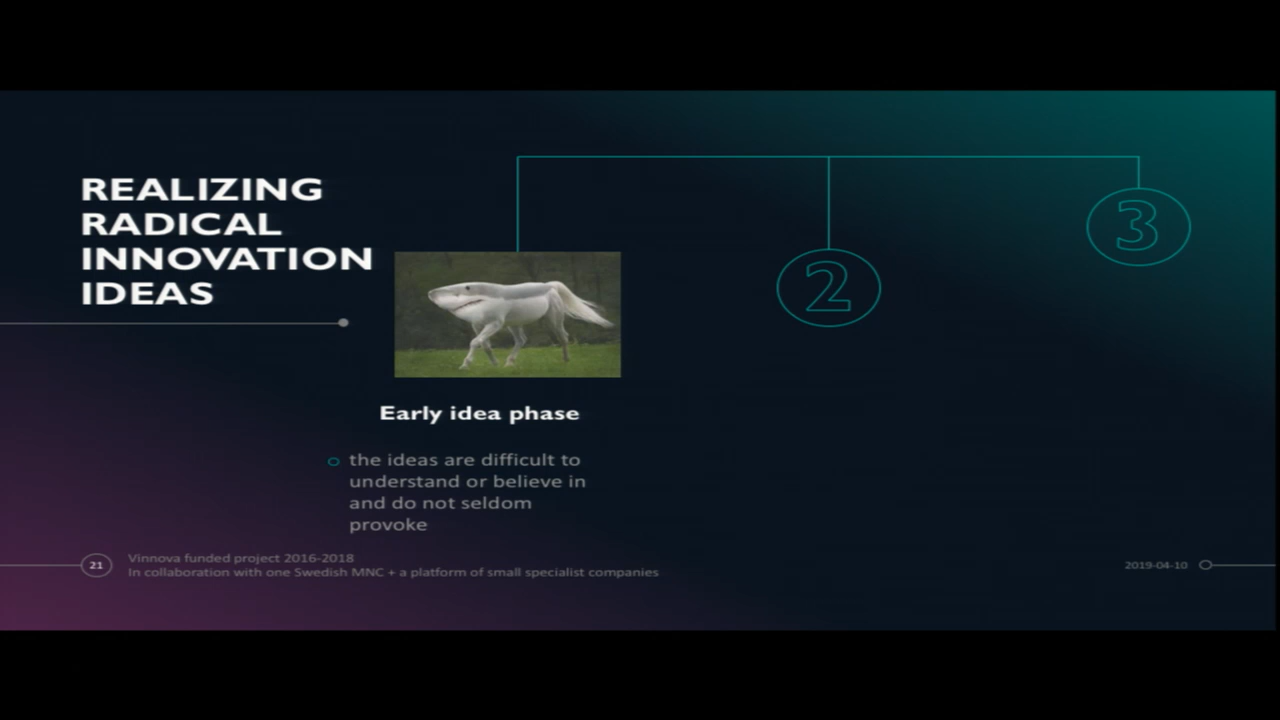 REALIZING
RADICAL
INNOVATION
IDEAS
2
3
Early idea phase
the ideas are difficult to
understand or believe in
and do not seldom
provoke
21
Vinnova funded project 2016-2018
In collaboration with one Swedish MNC + a platform of small specialist companies
2019-04-10